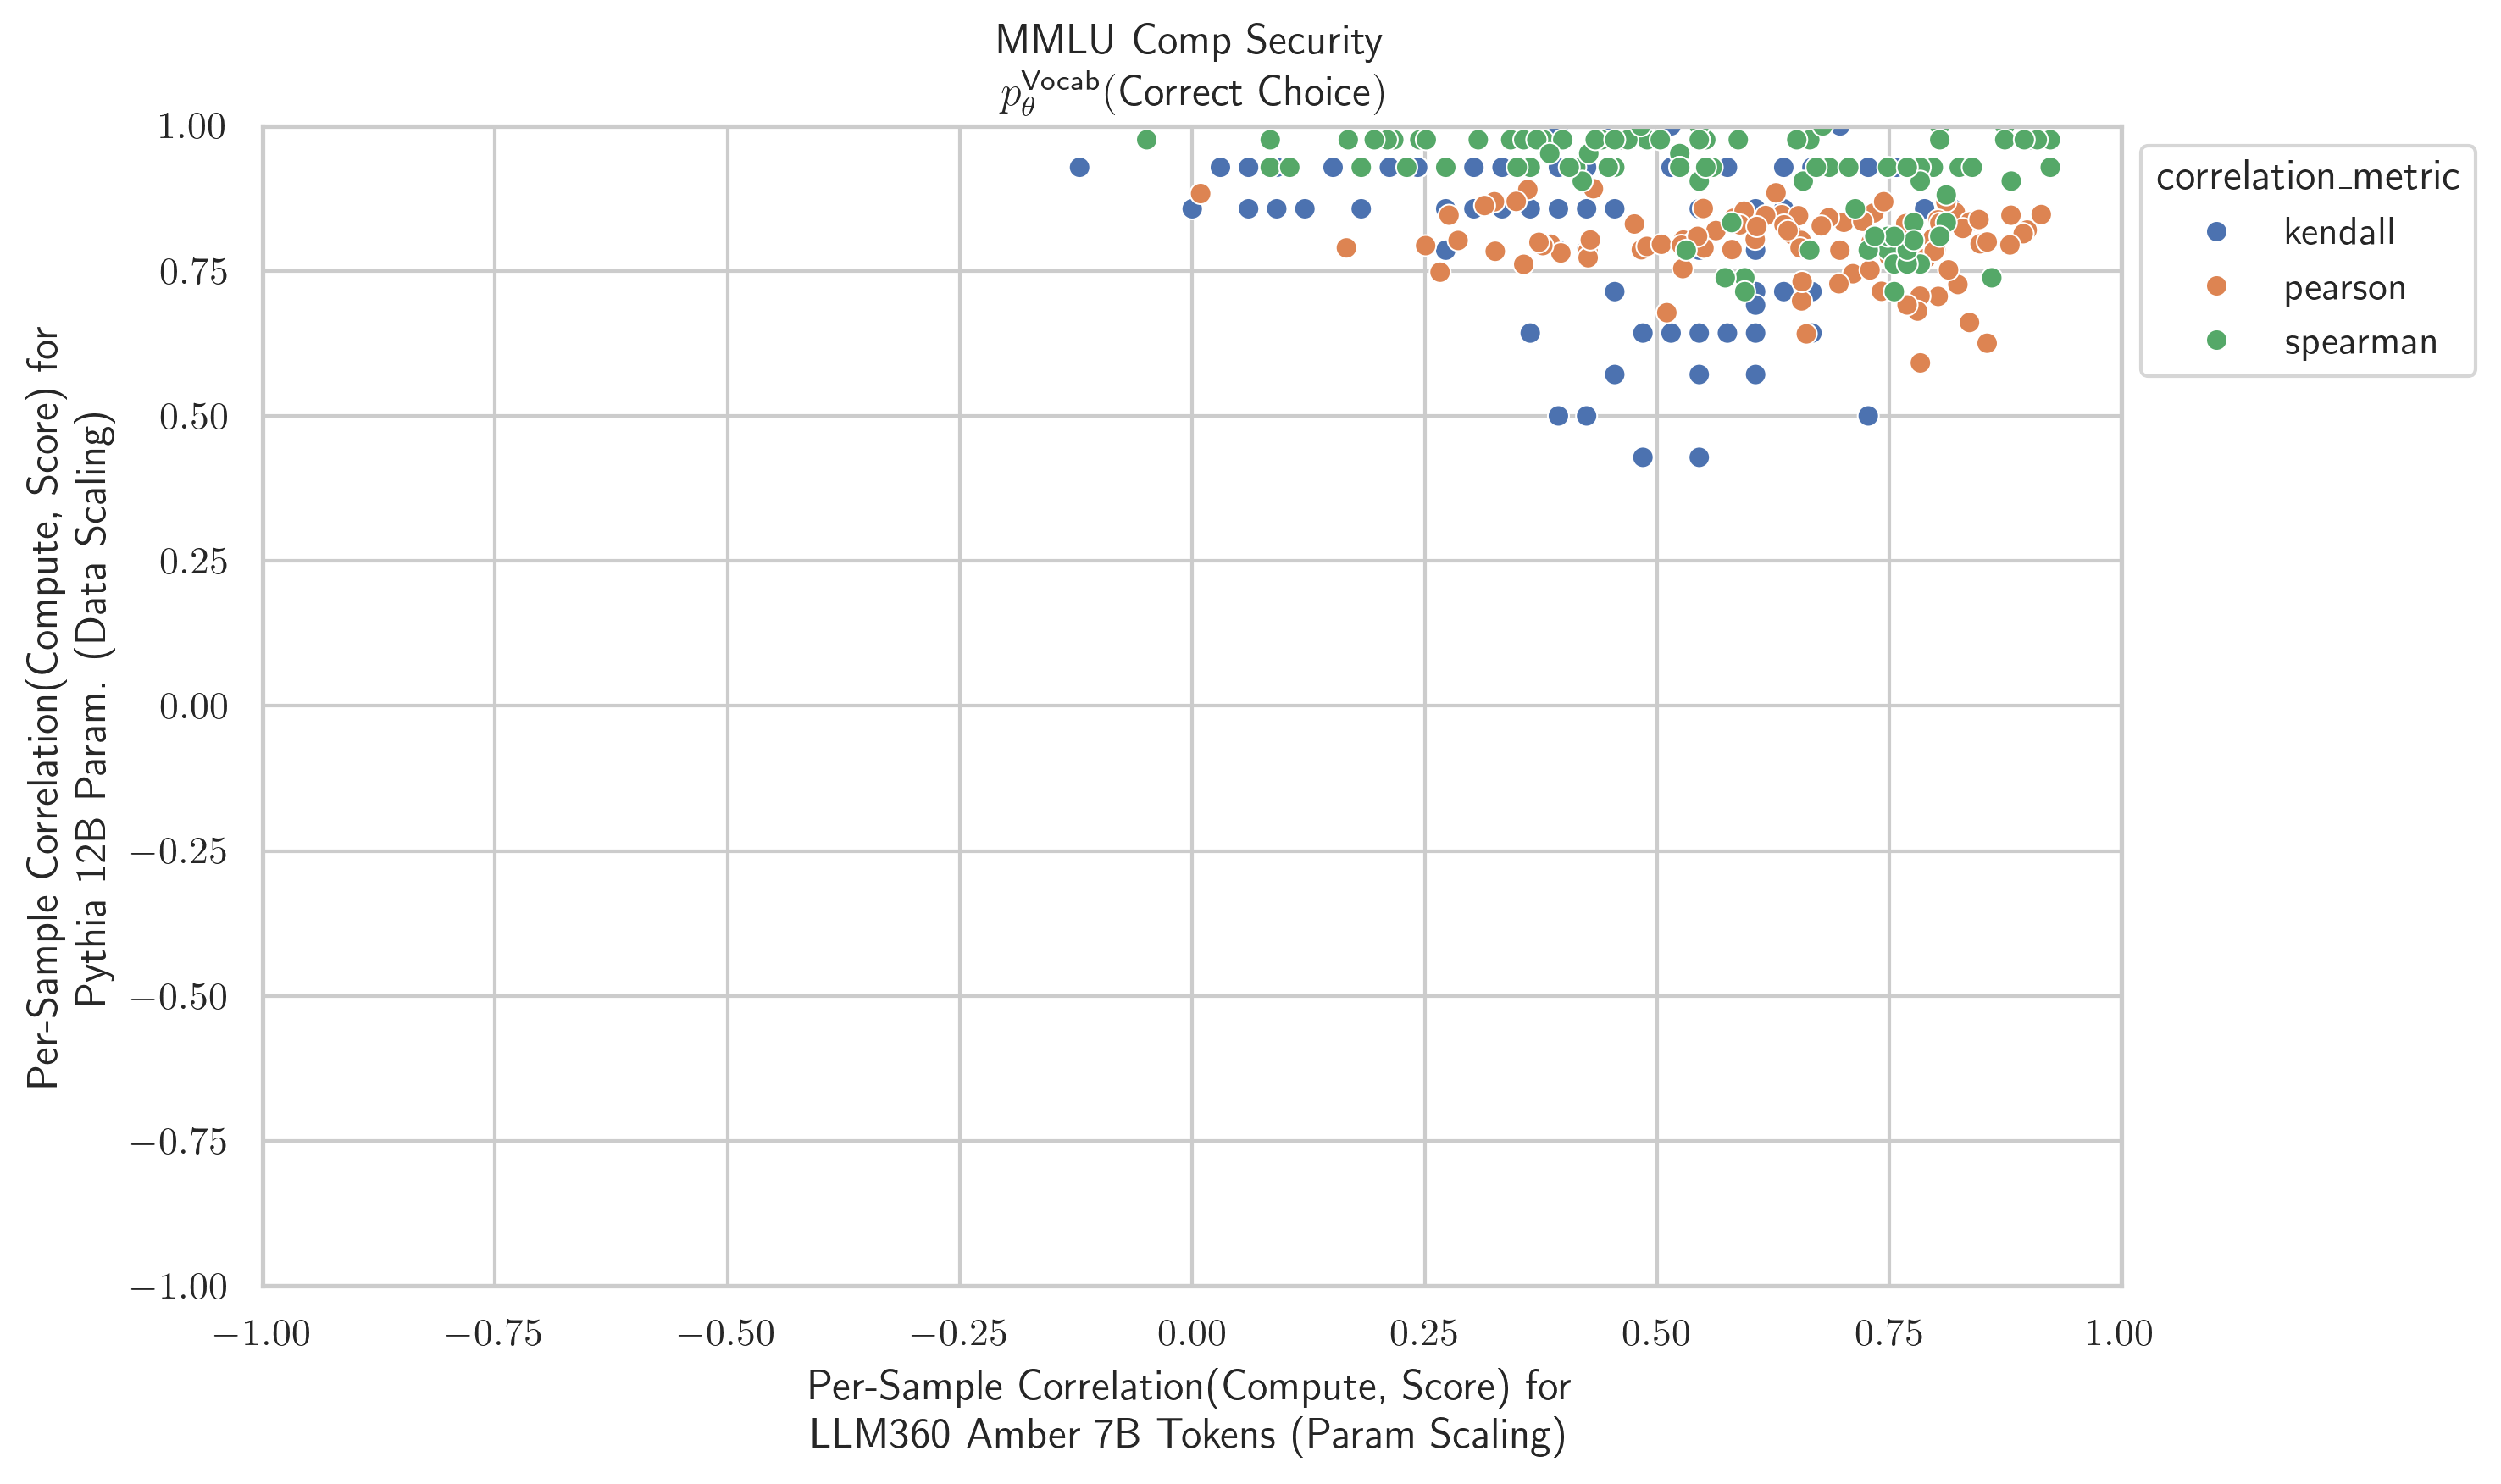 MMLU Comp Security
p_θ^Vocab(Correct Choice)
1.00
0.75
0.50
0.25
0.00
−0.25
−0.50
−0.75
−1.00
Per-Sample Correlation(Compute, Score) for
Pythia 12B Param. (Data Scaling)
correlation_metric
kendall
pearson
spearman
−1.00 −0.75 −0.50 −0.25 0.00 0.25 0.50 0.75 1.00
Per-Sample Correlation(Compute, Score) for
LLM360 Amber 7B Tokens (Param Scaling)